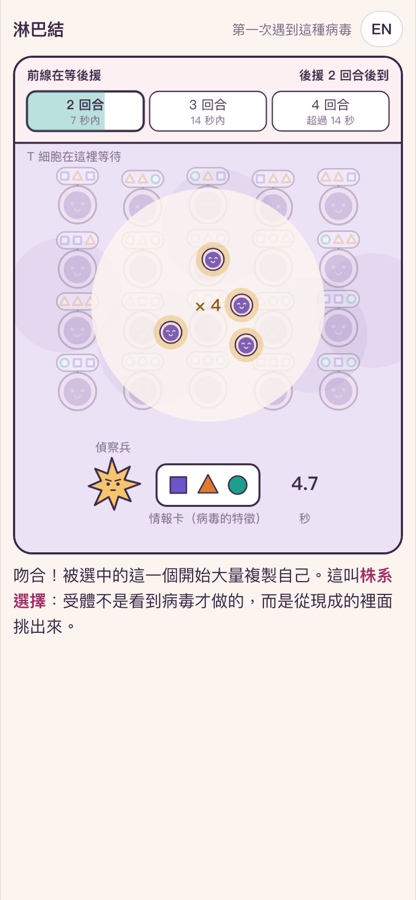 淋巴結
第一次遇到這種病毒
EN
前線在等後援
後援 2 回合後到
2 回合
7 秒內
3 回合
14 秒內
4 回合
超過 14 秒
T 細胞在這裡等待
× 4
偵察兵
4.7
情報卡（病毒的特徵）
秒
吻合！被選中的這一個開始大量複製自己。這叫株系
選擇：受體不是看到病毒才做的，而是從現成的裡面
挑出來。